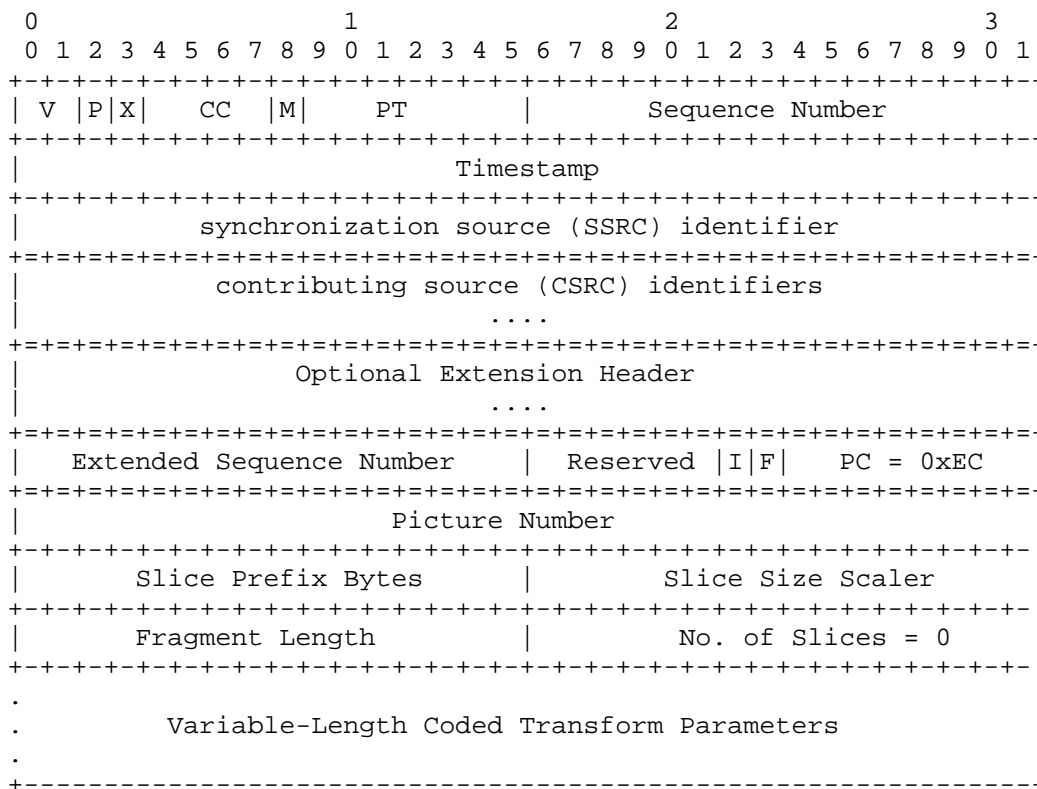 0                   1                   2                   3
 0 1 2 3 4 5 6 7 8 9 0 1 2 3 4 5 6 7 8 9 0 1 2 3 4 5 6 7 8 9 0 1
+-+-+-+-+-+-+-+-+-+-+-+-+-+-+-+-+-+-+-+-+-+-+-+-+-+-+-+-+-+-+-+-
| V |P|X|  CC   |M|    PT       |       Sequence Number
+-+-+-+-+-+-+-+-+-+-+-+-+-+-+-+-+-+-+-+-+-+-+-+-+-+-+-+-+-+-+-+-
|                           Timestamp
+-+-+-+-+-+-+-+-+-+-+-+-+-+-+-+-+-+-+-+-+-+-+-+-+-+-+-+-+-+-+-+-
|           synchronization source (SSRC) identifier
+=+=+=+=+=+=+=+=+=+=+=+=+=+=+=+=+=+=+=+=+=+=+=+=+=+=+=+=+=+=+=+=-
|            contributing source (CSRC) identifiers
|                             ....
+=+=+=+=+=+=+=+=+=+=+=+=+=+=+=+=+=+=+=+=+=+=+=+=+=+=+=+=+=+=+=+=-
|                 Optional Extension Header
|                             ....
+=+=+=+=+=+=+=+=+=+=+=+=+=+=+=+=+=+=+=+=+=+=+=+=+=+=+=+=+=+=+=+=-
|   Extended Sequence Number    |  Reserved |I|F|   PC = 0xEC
+=+=+=+=+=+=+=+=+=+=+=+=+=+=+=+=+=+=+=+=+=+=+=+=+=+=+=+=+=+=+=+=-
|                       Picture Number
+-+-+-+-+-+-+-+-+-+-+-+-+-+-+-+-+-+-+-+-+-+-+-+-+-+-+-+-+-+-+-+-
|       Slice Prefix Bytes      |        Slice Size Scaler
+-+-+-+-+-+-+-+-+-+-+-+-+-+-+-+-+-+-+-+-+-+-+-+-+-+-+-+-+-+-+-+-
|       Fragment Length         |         No. of Slices = 0
+-+-+-+-+-+-+-+-+-+-+-+-+-+-+-+-+-+-+-+-+-+-+-+-+-+-+-+-+-+-+-+-
.
.         Variable-Length Coded Transform Parameters
.
+----------------------------------------------------------------